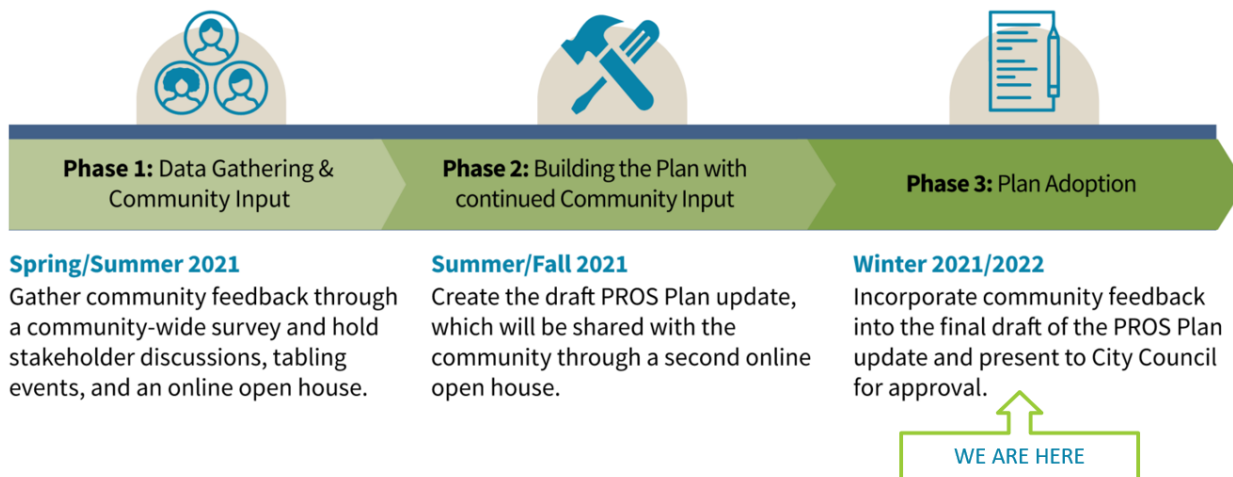 Phase 1: Data Gathering &
Community Input
Phase 2: Building the Plan with
continued Community Input
Phase 3: Plan Adoption
Spring/Summer 2021
Gather community feedback through
a community-wide survey and hold
stakeholder discussions, tabling
events, and an online open house.
Summer/Fall 2021
Create the draft PROS Plan update,
which will be shared with the
community through a second online
open house.
Winter 2021/2022
Incorporate community feedback
into the final draft of the PROS Plan
update and present to City Council
for approval.
WE ARE HERE